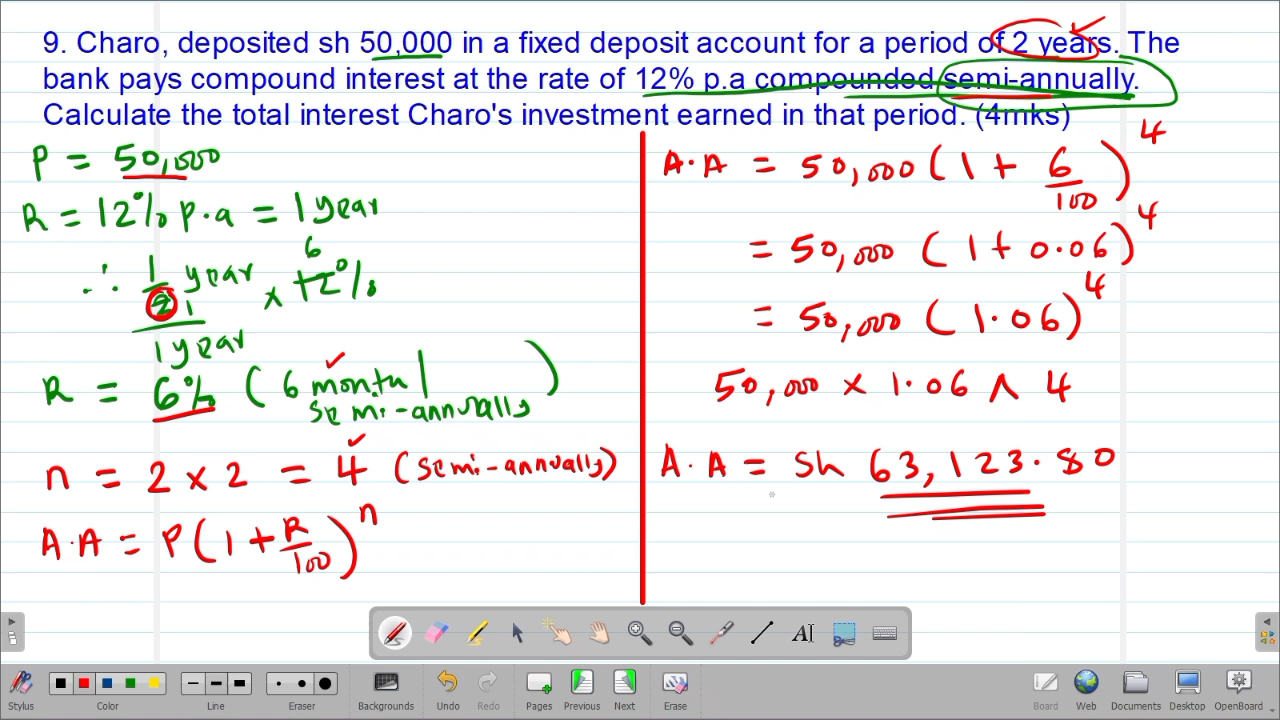 9. Charo, deposited sh 50,000 in a fixed deposit account for a period of 2 years. The
bank pays compound interest at the rate of 12% p.a compounded semi-annually.
Calculate the total interest Charo's investment earned in that period. (4mks)
P = 50,000
R = 12% p.a = 1 year
∴ 1/2 year × 12% 6
1
1 year
R = 6% (6 month/
semi-annually)
n = 2 × 2 = 4 (semi-annually)
A.A = P(1 + R/100)^n
A.A = 50,000 (1 + 6/100)^4
= 50,000 (1 + 0.06)^4
= 50,000 (1.06)^4
50,000 × 1.06 ^ 4
A.A = Sh 63,123.80
AI
Stylus
Color
Line
Eraser
Backgrounds
Undo
Redo
Pages
Previous
Next
Erase
Board
Web
Documents
Desktop
OpenBoard